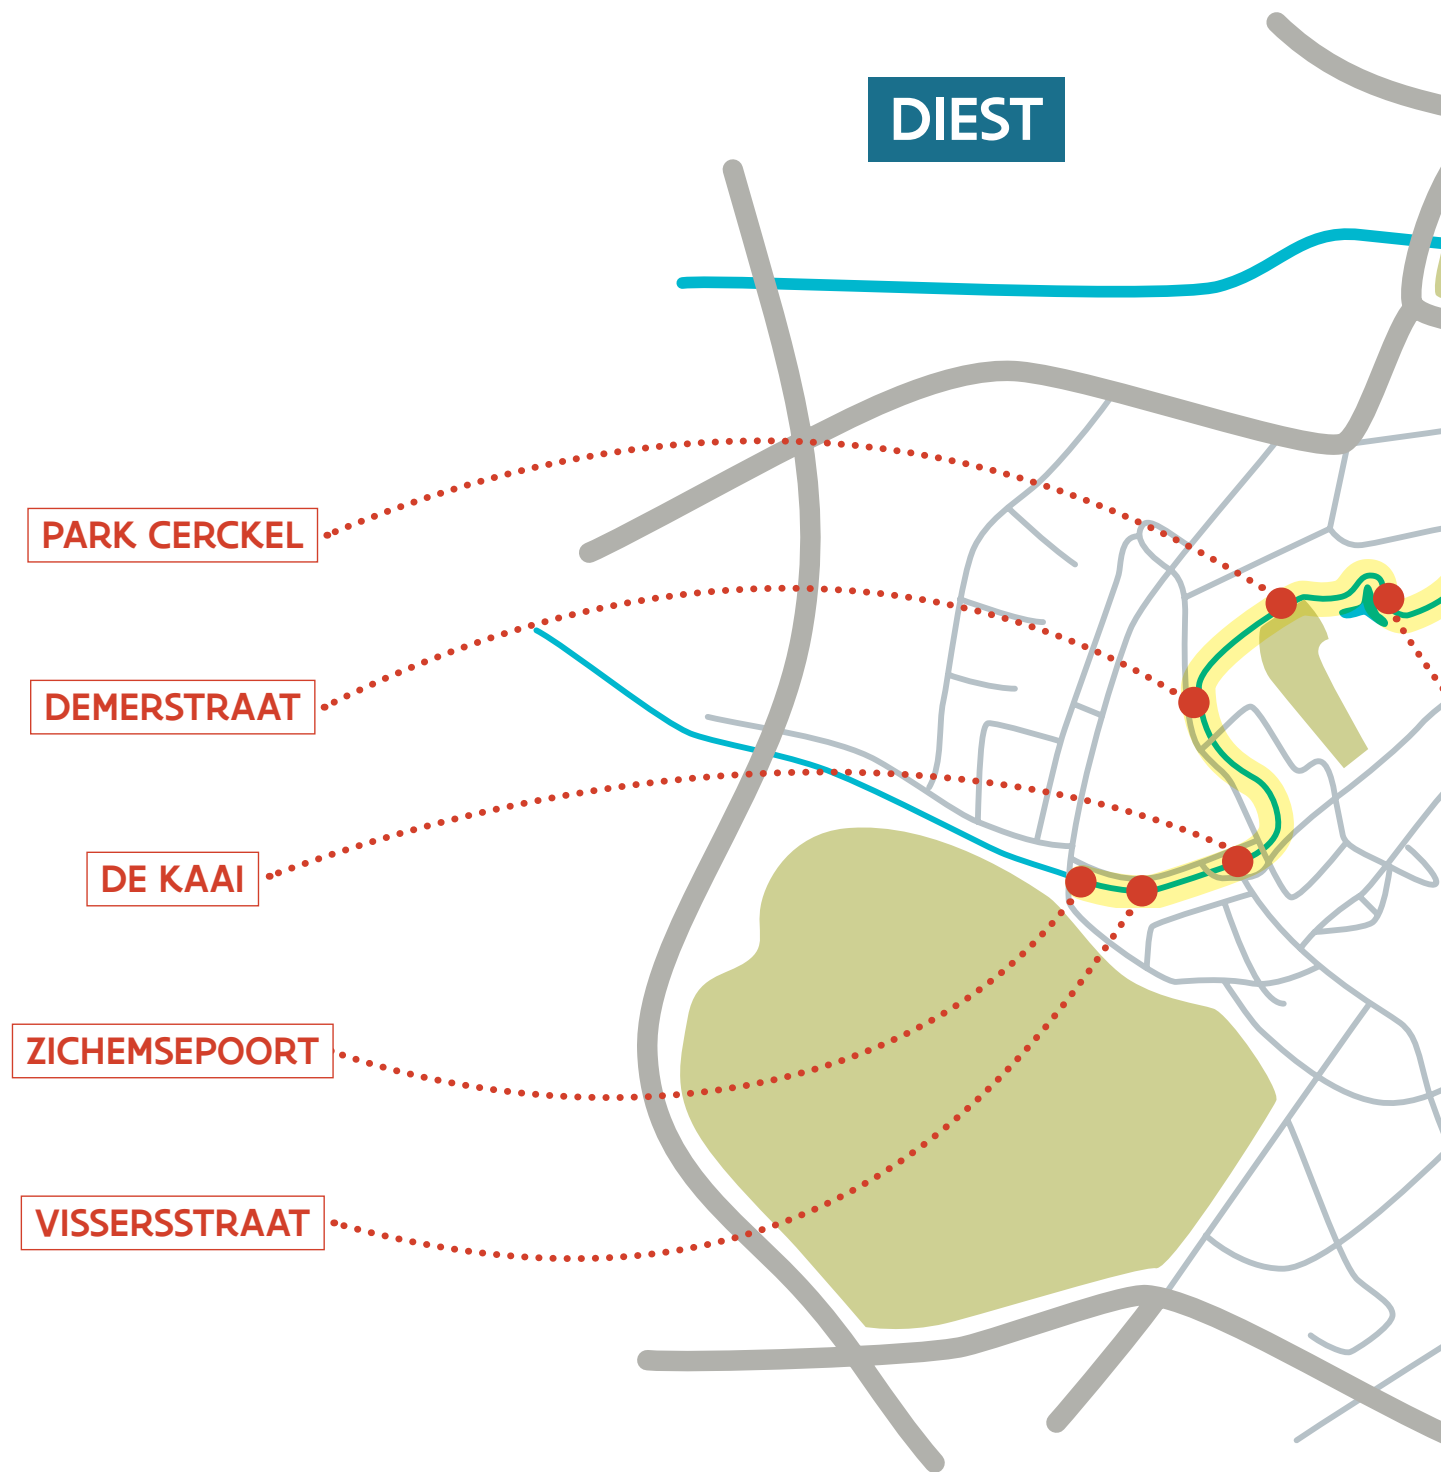 DIEST
PARK CERCKEL
DEMERSTRAAT
DE KAAI
ZICHEMSEPOORT
VISSERSSTRAAT